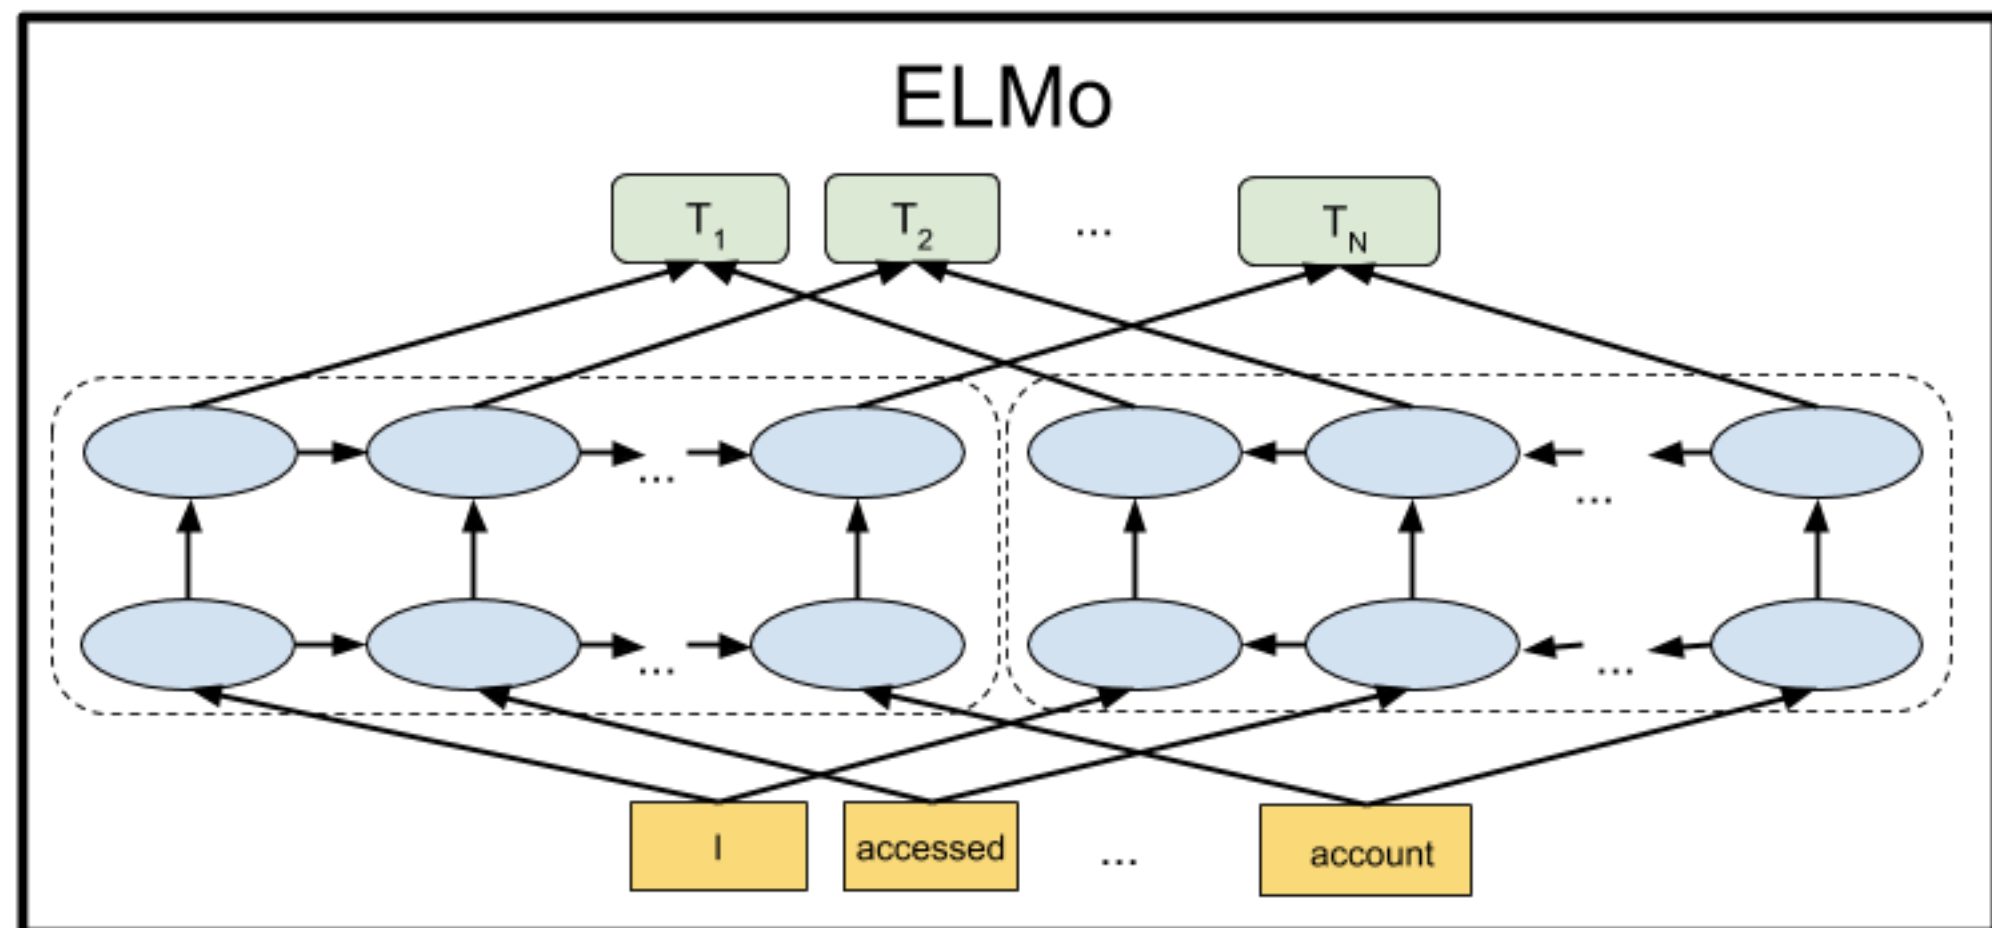 ELMo
T1 T2 ... TN
... ...
... ...
I accessed ... account